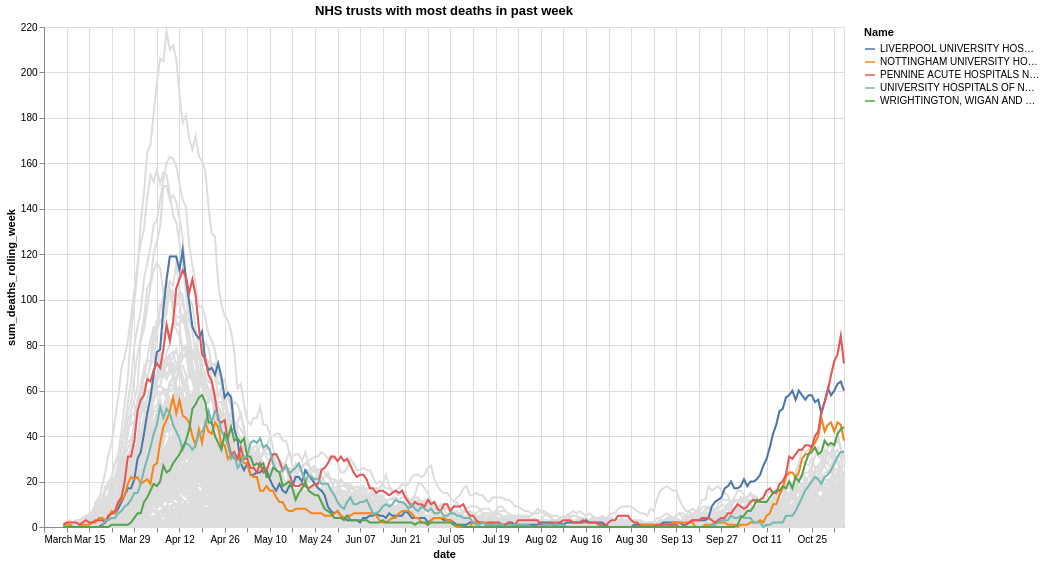 NHS trusts with most deaths in past week
Name
LIVERPOOL UNIVERSITY HOS…
NOTTINGHAM UNIVERSITY HO…
PENNINE ACUTE HOSPITALS N…
UNIVERSITY HOSPITALS OF N…
WRIGHTINGTON, WIGAN AND …
sum_deaths_rolling_week
220
200
180
160
140
120
100
80
60
40
20
0
March Mar 15 Mar 29 Apr 12 Apr 26 May 10 May 24 Jun 07 Jun 21 Jul 05 Jul 19 Aug 02 Aug 16 Aug 30 Sep 13 Sep 27 Oct 11 Oct 25
date